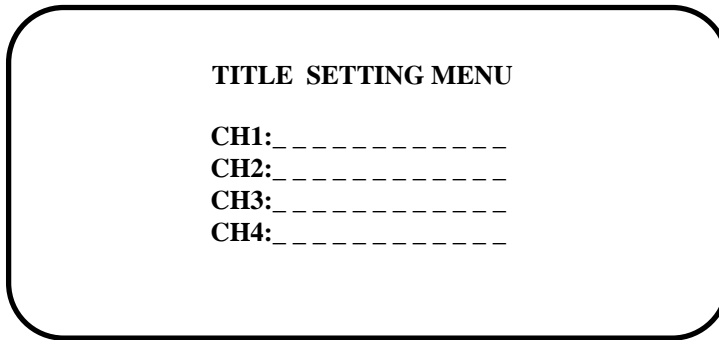 TITLE SETTING MENU
CH1:_ _ _ _ _ _ _ _ _ _ _ _
CH2:_ _ _ _ _ _ _ _ _ _ _ _
CH3:_ _ _ _ _ _ _ _ _ _ _ _
CH4:_ _ _ _ _ _ _ _ _ _ _ _